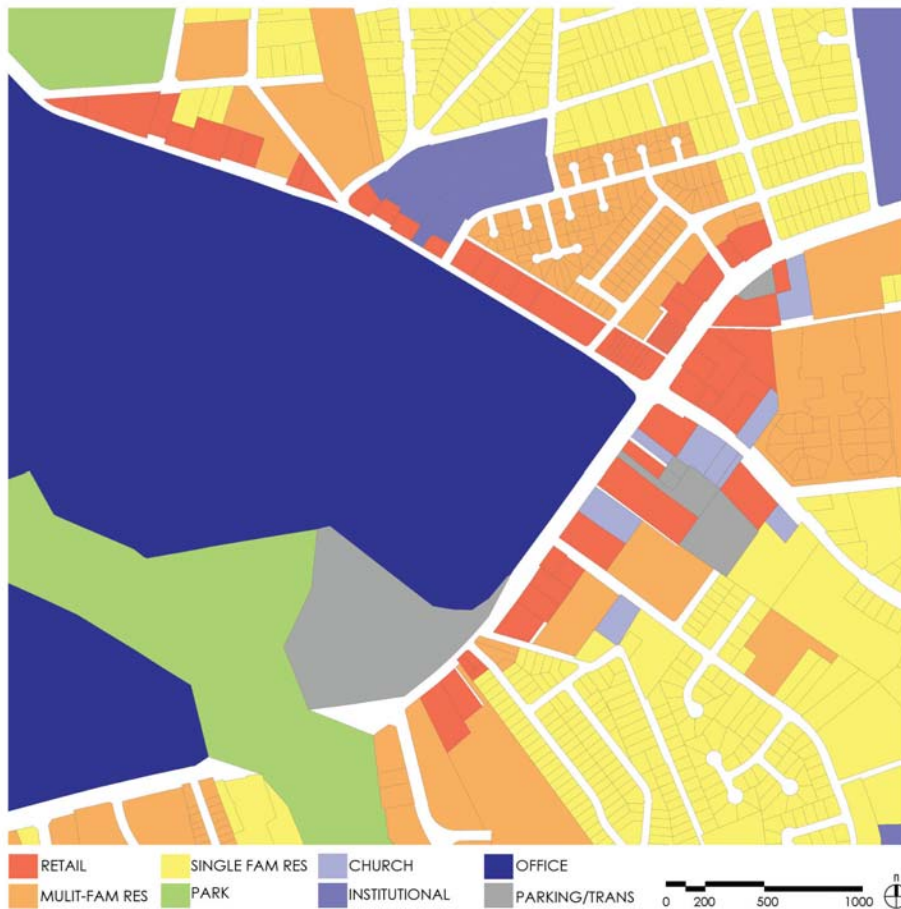 RETAIL SINGLE FAM RES CHURCH OFFICE
MULIT-FAM RES PARK INSTITUTIONAL PARKING/TRANS
0 200 500 1000
n